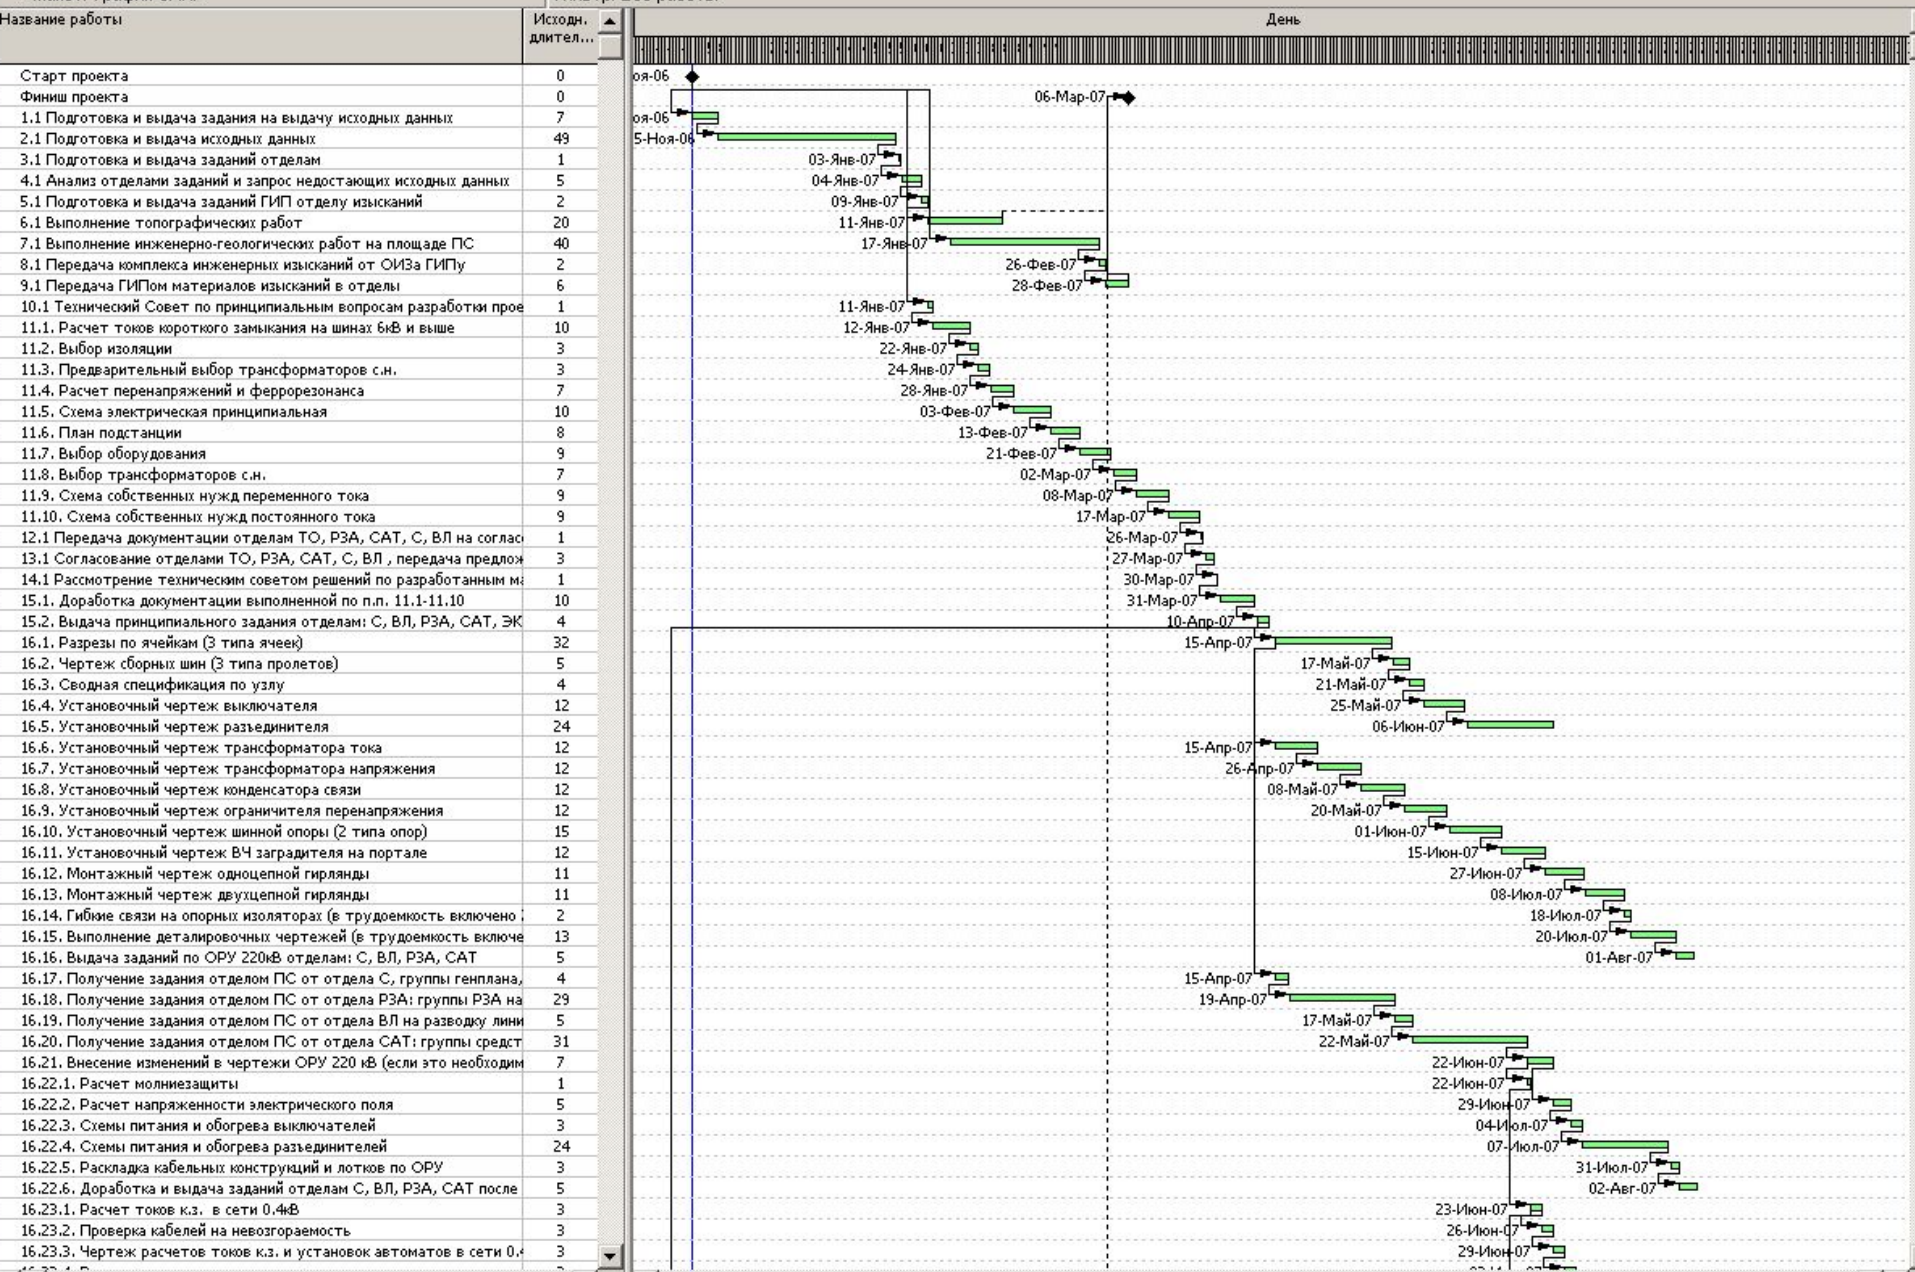 Название работы
Исходн.
длител...
День
Старт проекта 0 оя-06
Финиш проекта 0 06-Мар-07
1.1 Подготовка и выдача задания на выдачу исходных данных 7 оя-06
2.1 Подготовка и выдача исходных данных 49 5-Ноя-06
3.1 Подготовка и выдача заданий отделам 1 03-Янв-07
4.1 Анализ отделами заданий и запрос недостающих исходных данных 5 04-Янв-07
5.1 Подготовка и выдача заданий ГИП отделу изысканий 2 09-Янв-07
6.1 Выполнение топографических работ 20 11-Янв-07
7.1 Выполнение инженерно-геологических работ на площаде ПС 40 17-Янв-07
8.1 Передача комплекса инженерных изысканий от ОИЗа ГИПу 2 26-Фев-07
9.1 Передача ГИПом материалов изысканий в отделы 6 28-Фев-07
10.1 Технический Совет по принципиальным вопросам разработки прое 1 11-Янв-07
11.1. Расчет токов короткого замыкания на шинах 6кВ и выше 10 12-Янв-07
11.2. Выбор изоляции 3 22-Янв-07
11.3. Предварительный выбор трансформаторов с.н. 3 24-Янв-07
11.4. Расчет перенапряжений и феррорезонанса 7 28-Янв-07
11.5. Схема электрическая принципиальная 10 03-Фев-07
11.6. План подстанции 8 13-Фев-07
11.7. Выбор оборудования 9 21-Фев-07
11.8. Выбор трансформаторов с.н. 7 02-Мар-07
11.9. Схема собственных нужд переменного тока 9 08-Мар-07
11.10. Схема собственных нужд постоянного тока 9 17-Мар-07
12.1 Передача документации отделам ТО, РЗА, САТ, С, ВЛ на согласо 1 26-Мар-07
13.1 Согласование отделами ТО, РЗА, САТ, С, ВЛ , передача предлож 3 27-Мар-07
14.1 Рассмотрение техническим советом решений по разработанным ма 1 30-Мар-07
15.1. Доработка документации выполненной по п.п. 11.1-11.10 10 31-Мар-07
15.2. Выдача принципиального задания отделам: С, ВЛ, РЗА, САТ, ЭК 4 10-Апр-07
16.1. Разрезы по ячейкам (3 типа ячеек) 32 15-Апр-07
16.2. Чертеж сборных шин (3 типа пролетов) 5 17-Май-07
16.3. Сводная спецификация по узлу 4 21-Май-07
16.4. Установочный чертеж выключателя 12 25-Май-07
16.5. Установочный чертеж разъединителя 24 06-Июн-07
16.6. Установочный чертеж трансформатора тока 12 15-Апр-07
16.7. Установочный чертеж трансформатора напряжения 12 26-Апр-07
16.8. Установочный чертеж конденсатора связи 12 08-Май-07
16.9. Установочный чертеж ограничителя перенапряжения 12 20-Май-07
16.10. Установочный чертеж шинной опоры (2 типа опор) 15 01-Июн-07
16.11. Установочный чертеж ВЧ заградителя на портале 12 15-Июн-07
16.12. Монтажный чертеж одноцепной гирлянды 11 27-Июн-07
16.13. Монтажный чертеж двухцепной гирлянды 11 08-Июл-07
16.14. Гибкие связи на опорных изоляторах (в трудоемкость включено 2 18-Июл-07
16.15. Выполнение деталировочных чертежей (в трудоемкость включе 13 20-Июл-07
16.16. Выдача заданий по ОРУ 220кВ отделам: С, ВЛ, РЗА, САТ 5 01-Авг-07
16.17. Получение задания отделом ПС от отдела С, группы генплана, 4 15-Апр-07
16.18. Получение задания отделом ПС от отдела РЗА: группы РЗА на 29 19-Апр-07
16.19. Получение задания отделом ПС от отдела ВЛ на разводку лини 5 17-Май-07
16.20. Получение задания отделом ПС от отдела САТ: группы средст 31 22-Май-07
16.21. Внесение изменений в чертежи ОРУ 220 кВ (если это необходим 7 22-Июн-07
16.22.1. Расчет молниезащиты 1 22-Июн-07
16.22.2. Расчет напряженности электрического поля 5 29-Июн-07
16.22.3. Схемы питания и обогрева выключателей 3 04-Июл-07
16.22.4. Схемы питания и обогрева разъединителей 24 07-Июл-07
16.22.5. Раскладка кабельных конструкций и лотков по ОРУ 3 31-Июл-07
16.22.6. Доработка и выдача заданий отделам С, ВЛ, РЗА, САТ после 5 02-Авг-07
16.23.1. Расчет токов к.з. в сети 0.4кВ 3 23-Июн-07
16.23.2. Проверка кабелей на невозгораемость 3 26-Июн-07
16.23.3. Чертеж расчетов токов к.з. и установок автоматов в сети 0.4 3 29-Июн-07